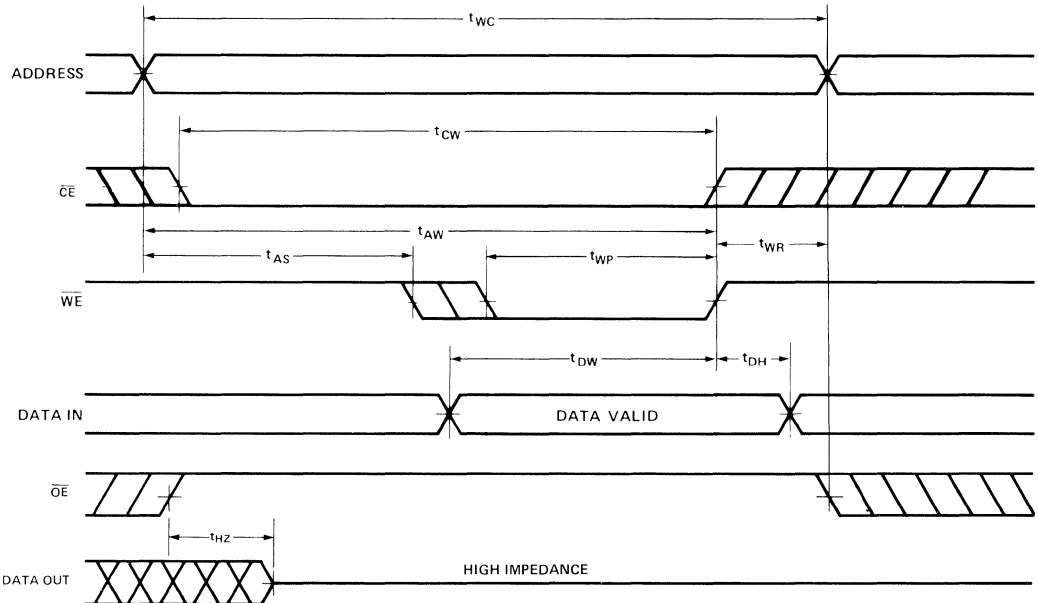 tWC
ADDRESS
tCW
CE
tAW
tWR
tAS
tWP
WE
tDW
tDH
DATA IN
DATA VALID
OE
tHZ
DATA OUT
HIGH IMPEDANCE